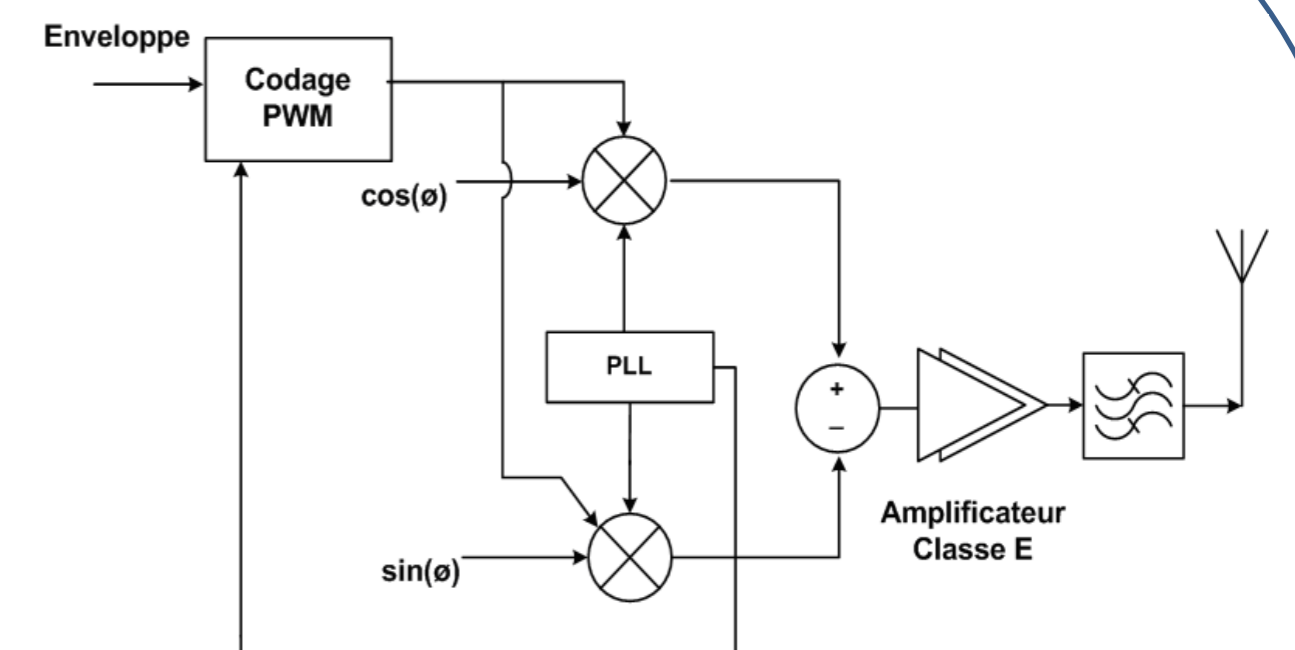 Enveloppe
Codage
PWM
cos(ø)
PLL
+
–
Amplificateur
Classe E
sin(ø)